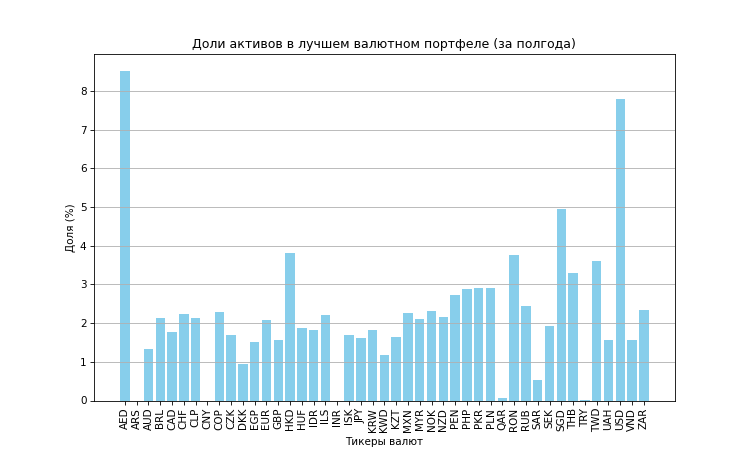 Доли активов в лучшем валютном портфеле (за полгода)
Доля (%)
8
7
6
5
4
3
2
1
0
AED ARS AUD BRL CAD CHF CLP CNY COP CZK DKK EGP EUR GBP HKD HUF IDR ILS INR ISK JPY KRW KWD KZT MXN MYR NOK NZD PEN PHP PKR PLN QAR RON RUB SAR SEK SGD THB TRY TWD UAH USD VND ZAR
Тикеры валют